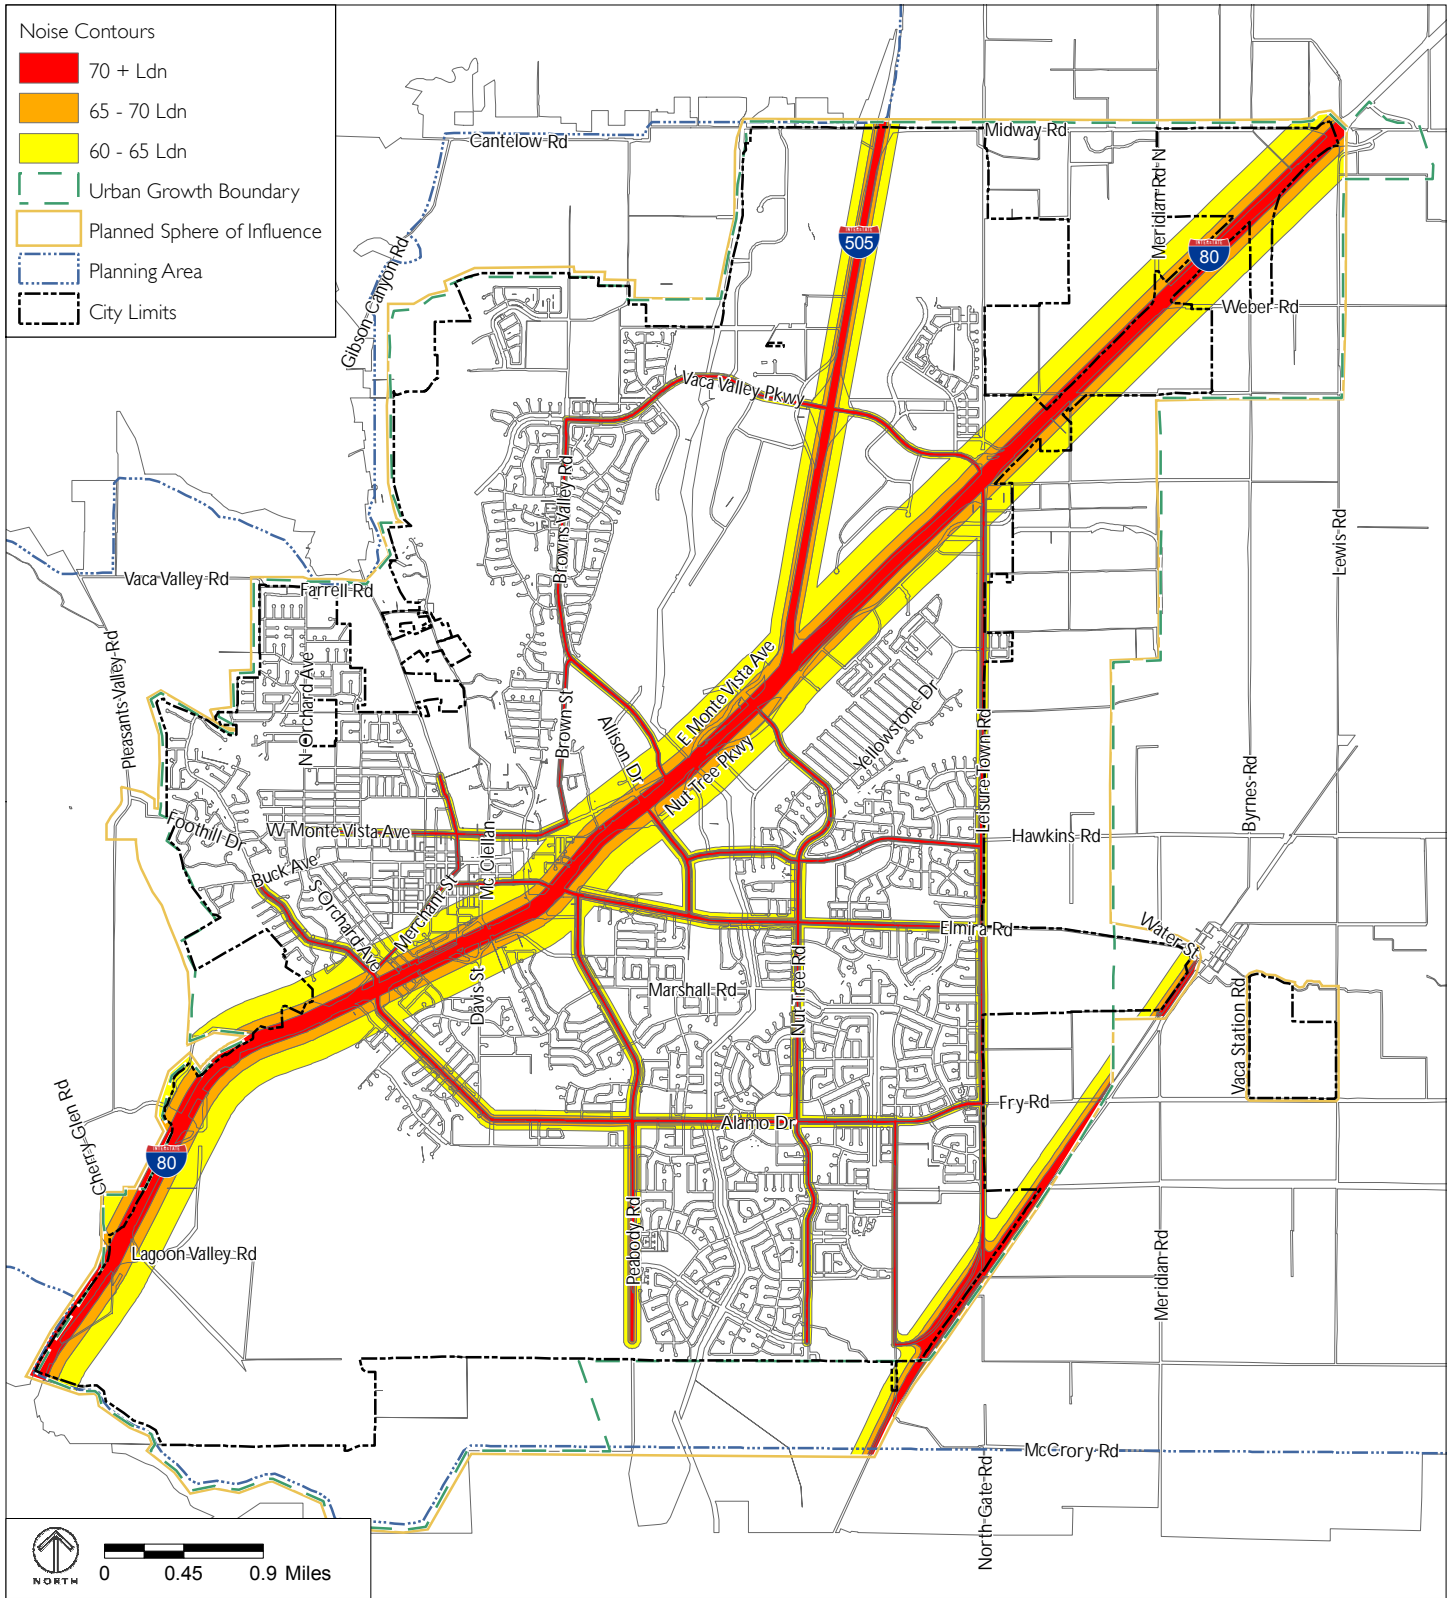 Noise Contours
70 + Ldn
65 - 70 Ldn
60 - 65 Ldn
Urban Growth Boundary
Planned Sphere of Influence
Planning Area
City Limits
Cantelow Rd
Midway Rd
Meridian Rd N
Gibson Canyon Rd
INTERSTATE
505
INTERSTATE
80
Weber Rd
Vaca Valley Pkwy
Browns Valley Rd
Lewis Rd
Vaca Valley Rd
Farrell Rd
Pleasants Valley Rd
N Orchard Ave
Brown St
Allison Dr
E Monte Vista Ave
Nut Tree Pkwy
Yellowstone Dr
Leisure Town Rd
Byrnes Rd
Foothill Dr
W Monte Vista Ave
Mc Clellan
Hawkins Rd
Buck Ave
S Orchard Ave
Merchant St
Elmira Rd
Water St
Davis St
Marshall Rd
Nut Tree Rd
Vaca Station Rd
Cherry Glen Rd
Alamo Dr
Fry Rd
INTERSTATE
80
Lagoon Valley Rd
Peabody Rd
Meridian Rd
McCrory Rd
North Gate Rd
NORTH
0 0.45 0.9 Miles